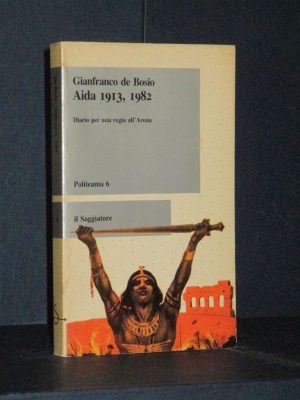 Gianfranco de Bosio
Aida 1913, 1982
Diario per una regia all'Arena
Politeama 6
il Saggiatore